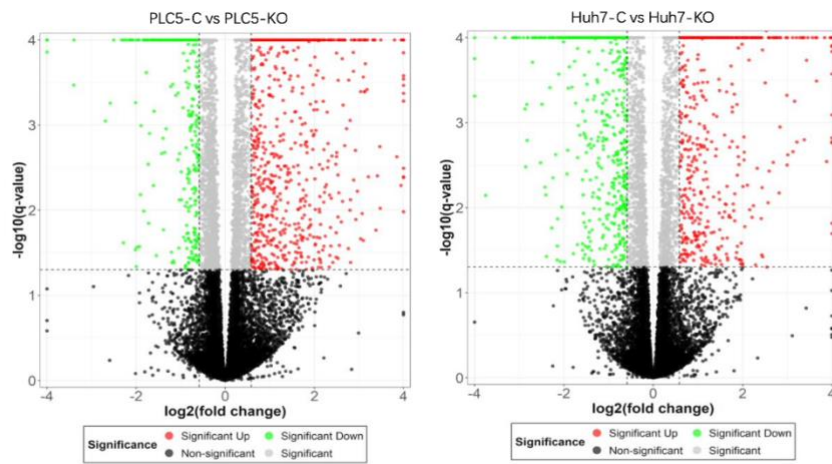 PLC5-C vs PLC5-KO
4
3
2
1
0
-log10(q-value)
-4
-2
0
2
4
log2(fold change)
Significance
Significant Up
Significant Down
Non-significant
Significant
Huh7-C vs Huh7-KO
4
3
2
1
0
-log10(q-value)
-4
-2
0
2
4
log2(fold change)
Significance
Significant Up
Significant Down
Non-significant
Significant